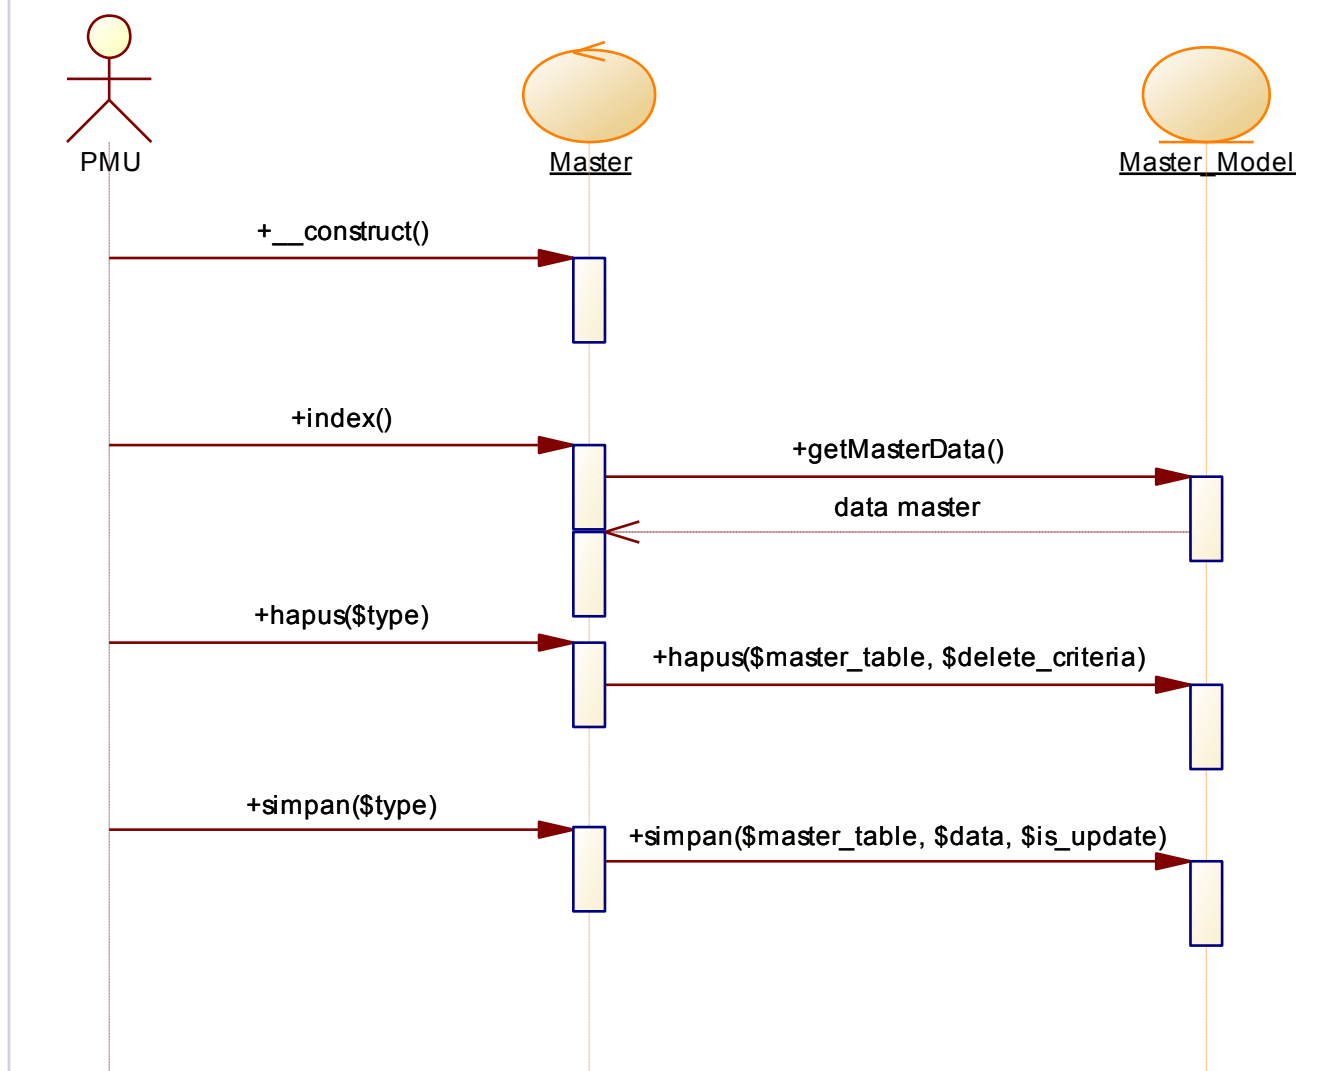 PMU
Master
Master_Model
+__construct()
+index()
+getMasterData()
data master
+hapus($type)
+hapus($master_table, $delete_criteria)
+simpan($type)
+simpan($master_table, $data, $is_update)